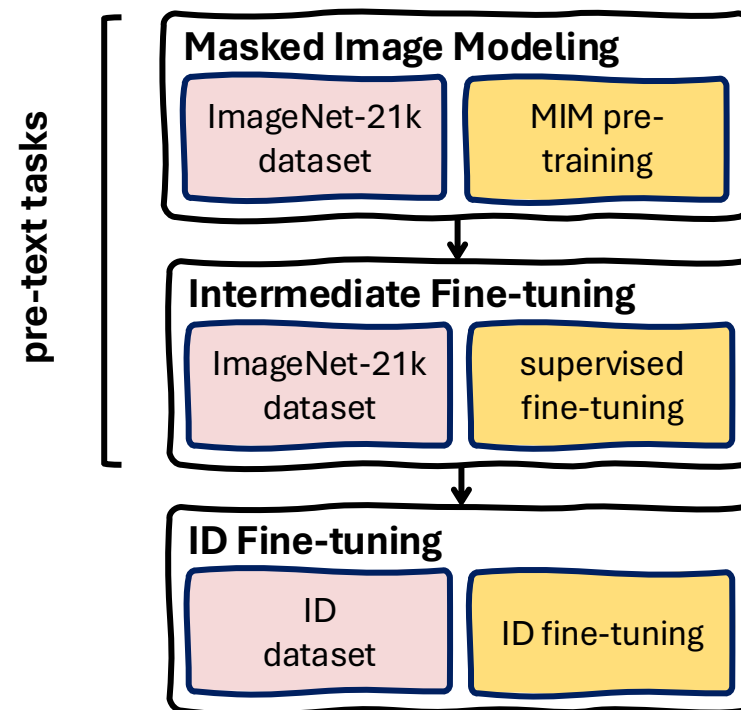 pre-text tasks
Masked Image Modeling
ImageNet-21k
dataset
MIM pre-
training
Intermediate Fine-tuning
ImageNet-21k
dataset
supervised
fine-tuning
ID Fine-tuning
ID
dataset
ID fine-tuning